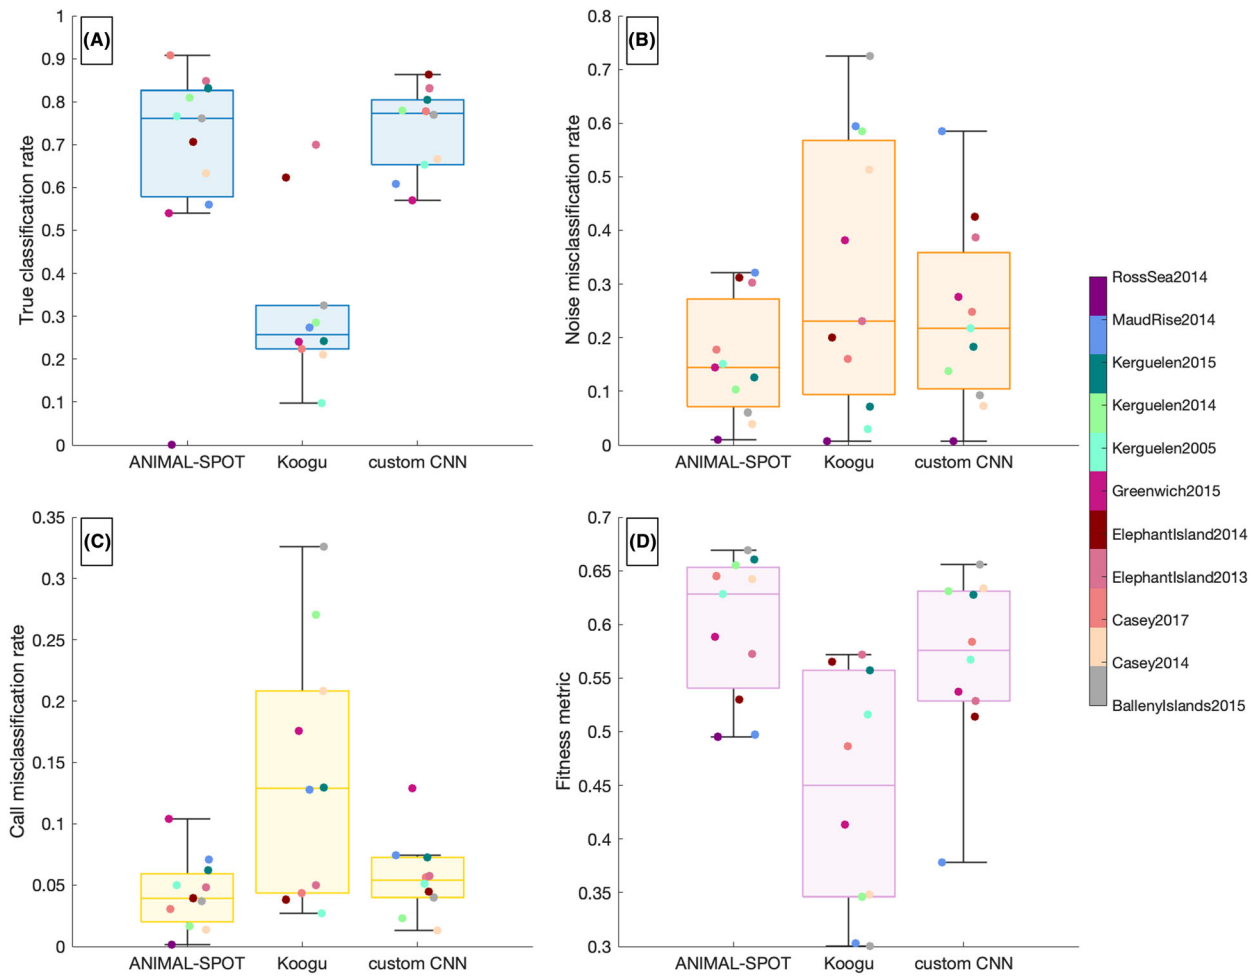 (A)
True classification rate
1
0.9
0.8
0.7
0.6
0.5
0.4
0.3
0.2
0.1
0
ANIMAL-SPOT Koogu custom CNN
(B)
Noise misclassification rate
0.8
0.7
0.6
0.5
0.4
0.3
0.2
0.1
0
ANIMAL-SPOT Koogu custom CNN
(C)
Call misclassification rate
0.35
0.3
0.25
0.2
0.15
0.1
0.05
0
ANIMAL-SPOT Koogu custom CNN
(D)
Fitness metric
0.7
0.65
0.6
0.55
0.5
0.45
0.4
0.35
0.3
ANIMAL-SPOT Koogu custom CNN
RossSea2014
MaudRise2014
Kerguelen2015
Kerguelen2014
Kerguelen2005
Greenwich2015
ElephantIsland2014
ElephantIsland2013
Casey2017
Casey2014
BallenyIslands2015